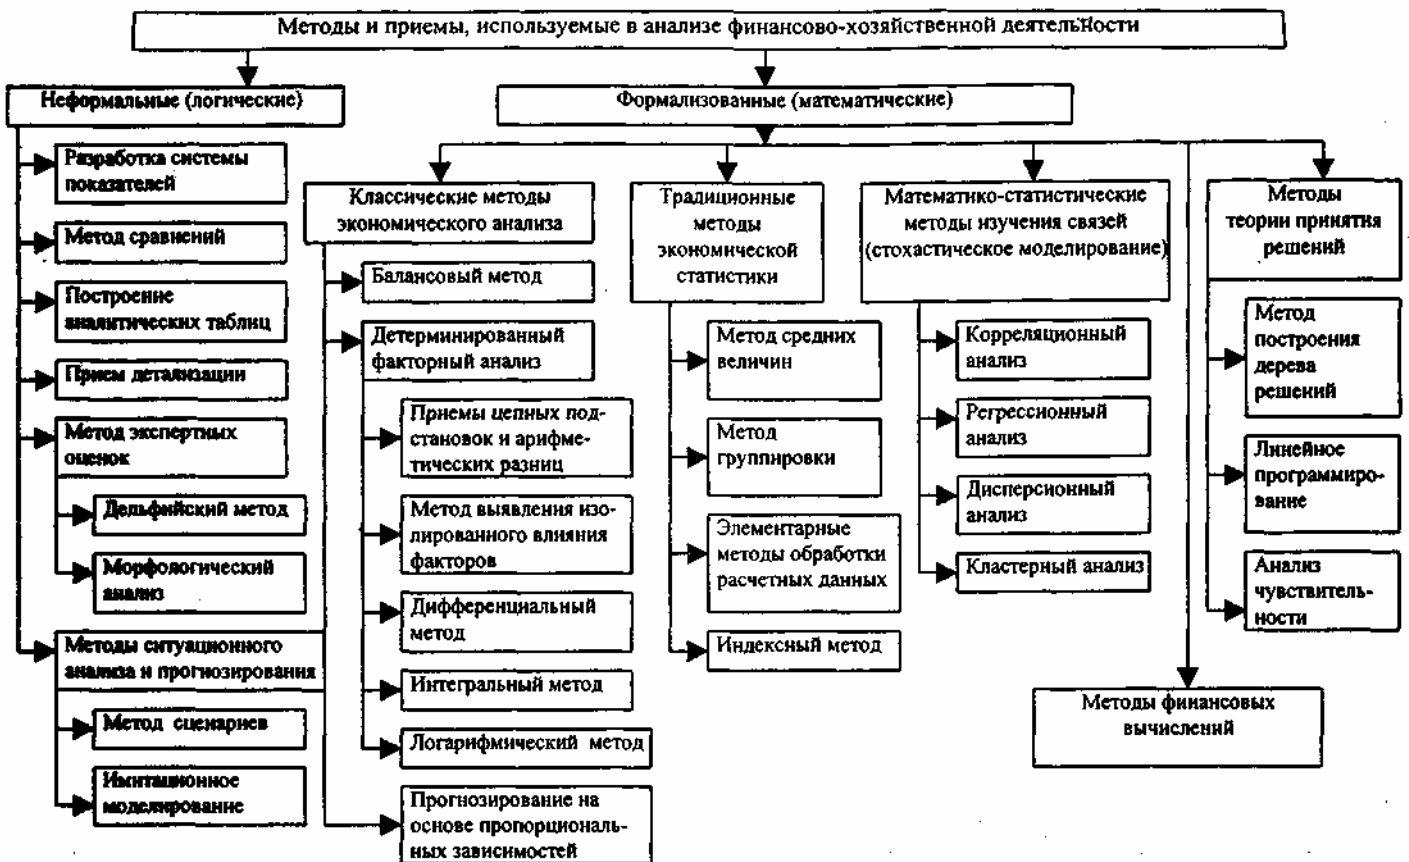 Методы и приемы, используемые в анализе финансово-хозяйственной деятельности
Неформальные (логические)
Формализованные (математические)
Разработка системы
показателей
Метод сравнений
Построение
аналитических таблиц
Прием детализации
Метод экспертных
оценок
Дельфийский метод
Морфологический
анализ
Методы ситуационного
анализа и прогнозирования
Метод сценариев
Имитационное
моделирование
Классические методы
экономического анализа
Балансовый метод
Детерминированный
факторный анализ
Приемы цепных под-
становок и арифме-
тических разниц
Метод выявления изо-
лированного влияния
факторов
Дифференциальный
метод
Интегральный метод
Логарифмический метод
Прогнозирование на
основе пропорциональ-
ных зависимостей
Традиционные
методы
экономической
статистики
Метод средних
величин
Метод
группировки
Элементарные
методы обработки
расчетных данных
Индексный метод
Математико-статистические
методы изучения связей
(стохастическое моделирование)
Корреляционный
анализ
Регрессионный
анализ
Дисперсионный
анализ
Кластерный анализ
Методы финансовых
вычислений
Методы
теории принятия
решений
Метод
построения
дерева
решений
Линейное
программиро-
вание
Анализ
чувствитель-
ности